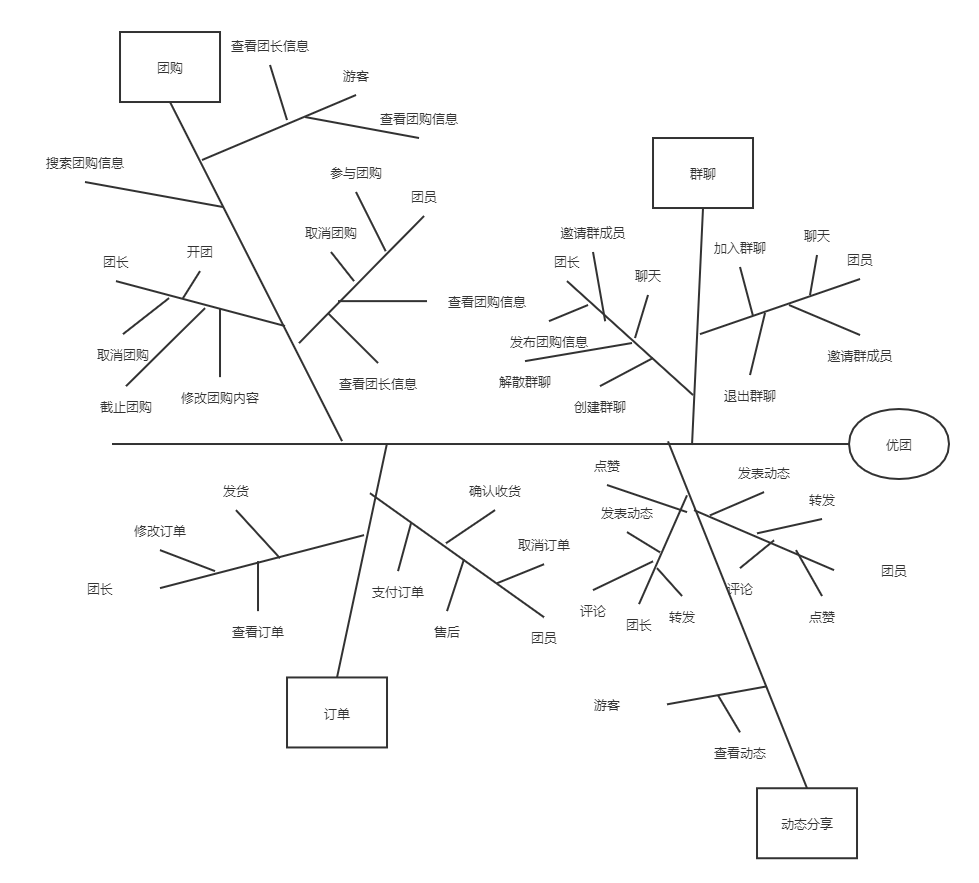 团购
查看团长信息
游客
查看团购信息
搜索团购信息
参与团购
团员
取消团购
开团
团长
查看团购信息
取消团购
截止团购
修改团购内容
查看团长信息
群聊
邀请群成员
团长
聊天
发布团购信息
解散群聊
创建群聊
加入群聊
聊天
团员
邀请群成员
退出群聊
优团
发货
修改订单
团长
查看订单
确认收货
取消订单
支付订单
售后
团员
订单
点赞
发表动态
评论
团长
转发
发表动态
转发
团员
评论
点赞
游客
查看动态
动态分享